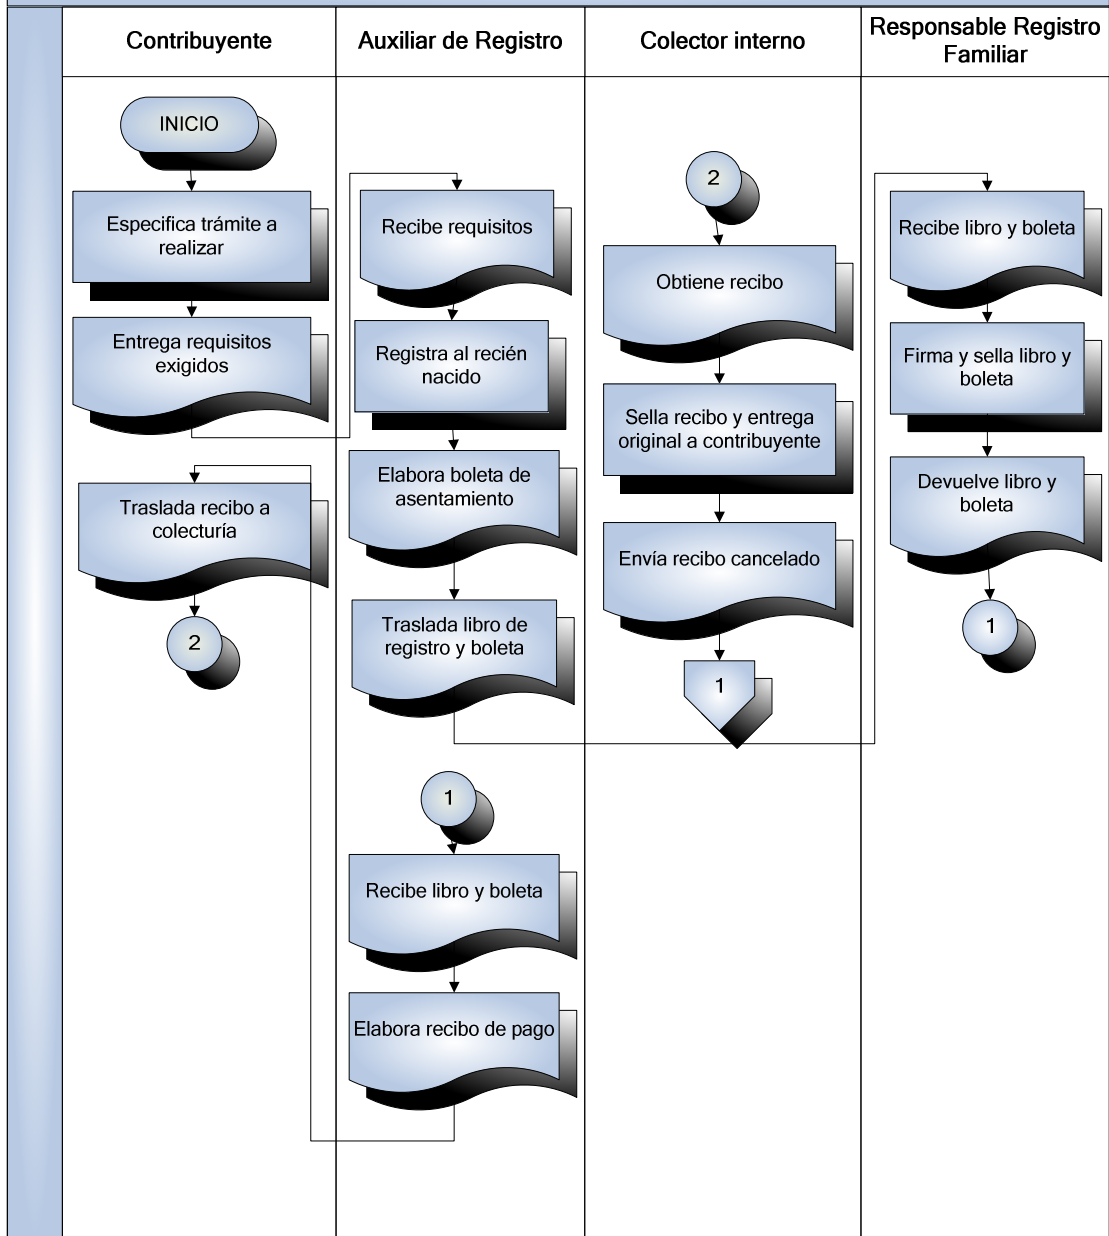 Contribuyente
Auxiliar de Registro
Colector interno
Responsable Registro
Familiar
INICIO
Especifica trámite a
realizar
Entrega requisitos
exigidos
Traslada recibo a
colecturía
2
Recibe requisitos
Registra al recién
nacido
Elabora boleta de
asentamiento
Traslada libro de
registro y boleta
1
Recibe libro y boleta
Elabora recibo de pago
2
Obtiene recibo
Sella recibo y entrega
original a contribuyente
Envía recibo cancelado
1
Recibe libro y boleta
Firma y sella libro y
boleta
Devuelve libro y
boleta
1